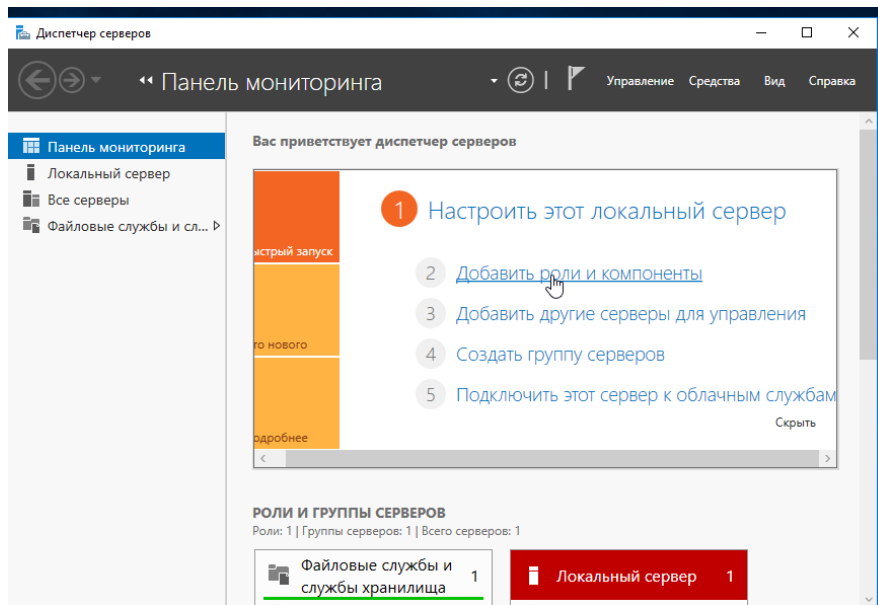 Диспетчер серверов
Панель мониторинга
Управление Средства Вид Справка
Панель мониторинга
Локальный сервер
Все серверы
Файловые службы и сл...
Вас приветствует диспетчер серверов
ыстрый запуск
то нового
одробнее
1 Настроить этот локальный сервер
2 Добавить роли и компоненты
3 Добавить другие серверы для управления
4 Создать группу серверов
5 Подключить этот сервер к облачным службам
Скрыть
РОЛИ И ГРУППЫ СЕРВЕРОВ
Роли: 1 | Группы серверов: 1 | Всего серверов: 1
Файловые службы и
службы хранилища
1
Локальный сервер 1